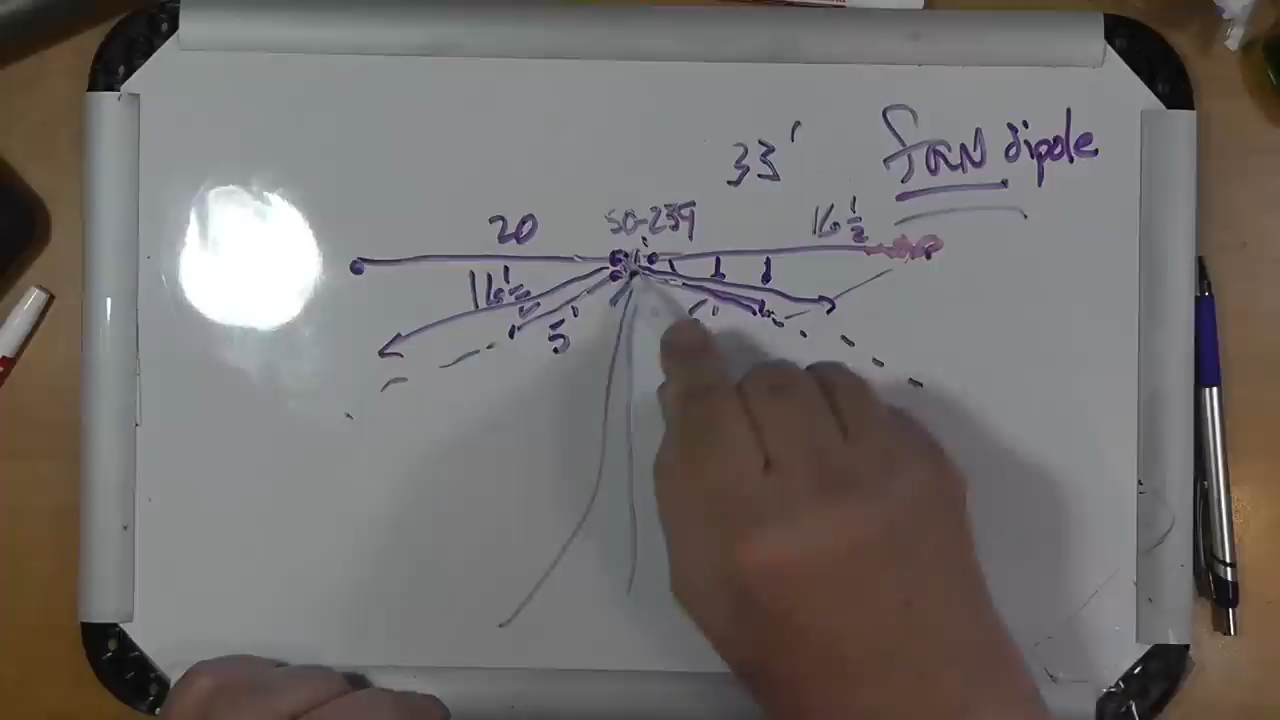 33'
fan dipole
20
SO-239
16 1/2
16 1/2
5'